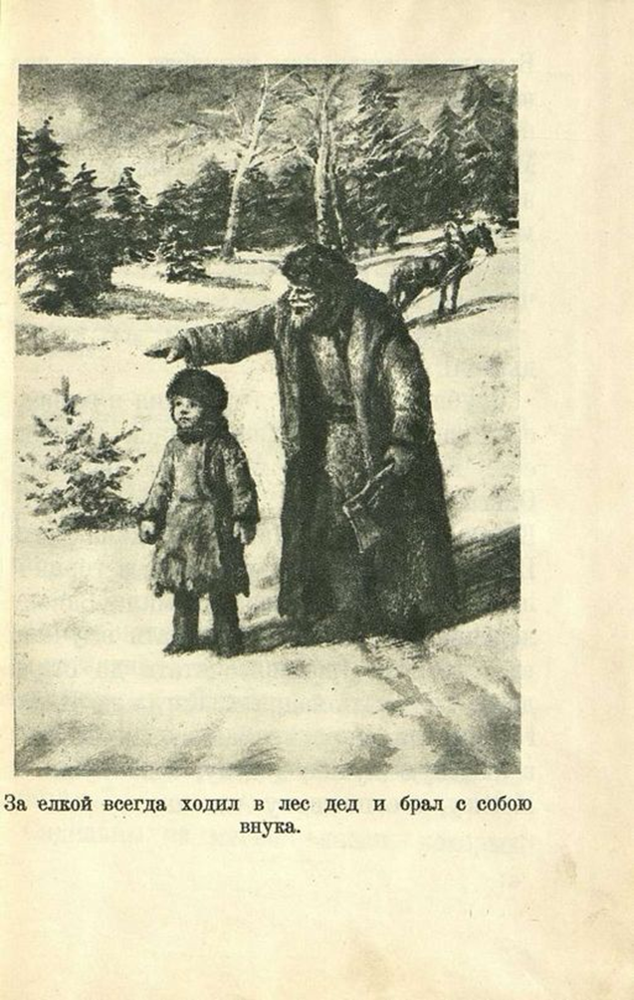 За елкой всегда ходил в лес дед и брал с собою
внука.